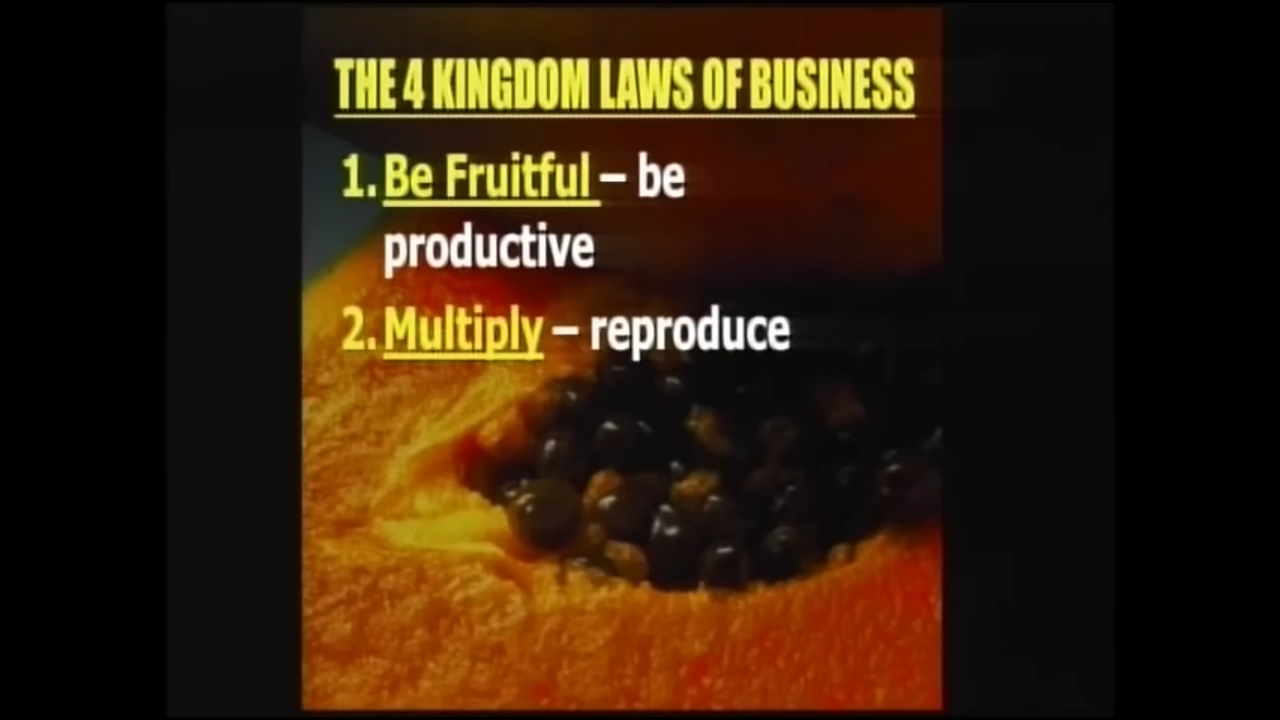 THE 4 KINGDOM LAWS OF BUSINESS
1. Be Fruitful – be
productive
2. Multiply – reproduce